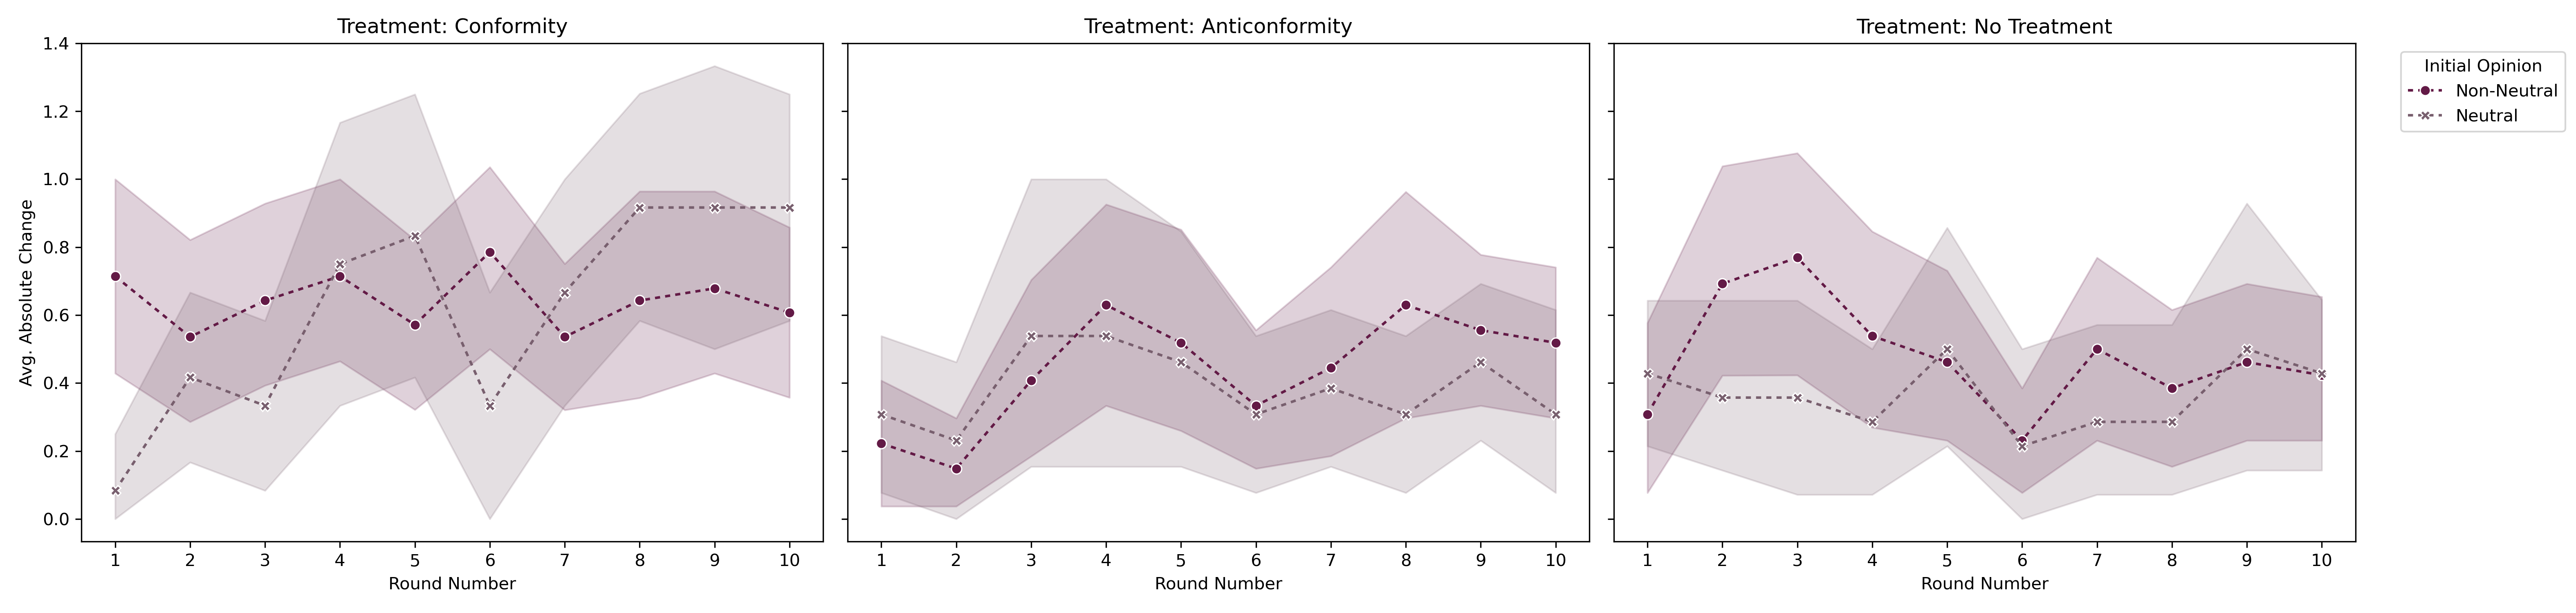 Treatment: Conformity
Treatment: Anticonformity
Treatment: No Treatment
Avg. Absolute Change
1.4
1.2
1.0
0.8
0.6
0.4
0.2
0.0
1 2 3 4 5 6 7 8 9 10
Round Number
1 2 3 4 5 6 7 8 9 10
Round Number
1 2 3 4 5 6 7 8 9 10
Round Number
Initial Opinion
Non-Neutral
Neutral